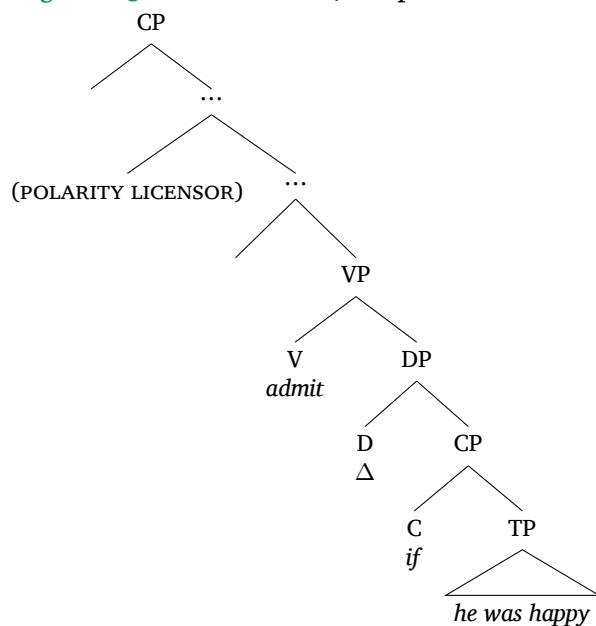 CP
...
(POLARITY LICENSOR) ...
VP
V DP
admit
D CP
Δ
C TP
if
he was happy